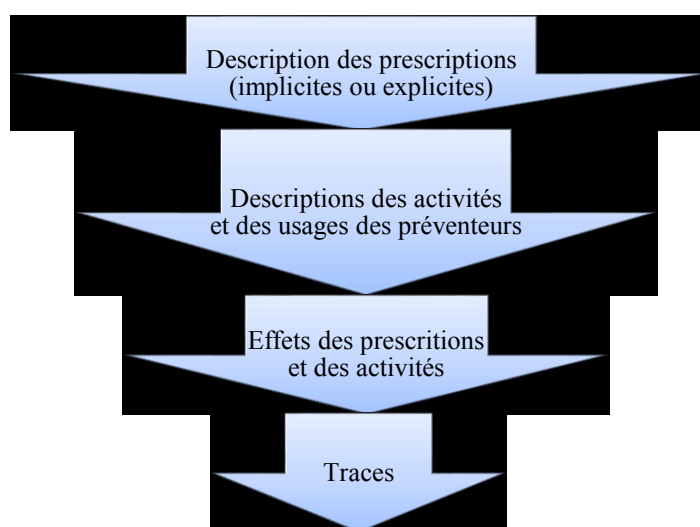 Description des prescriptions
(implicites ou explicites)
Descriptions des activités
et des usages des préventeurs
Effets des prescritions
et des activités
Traces